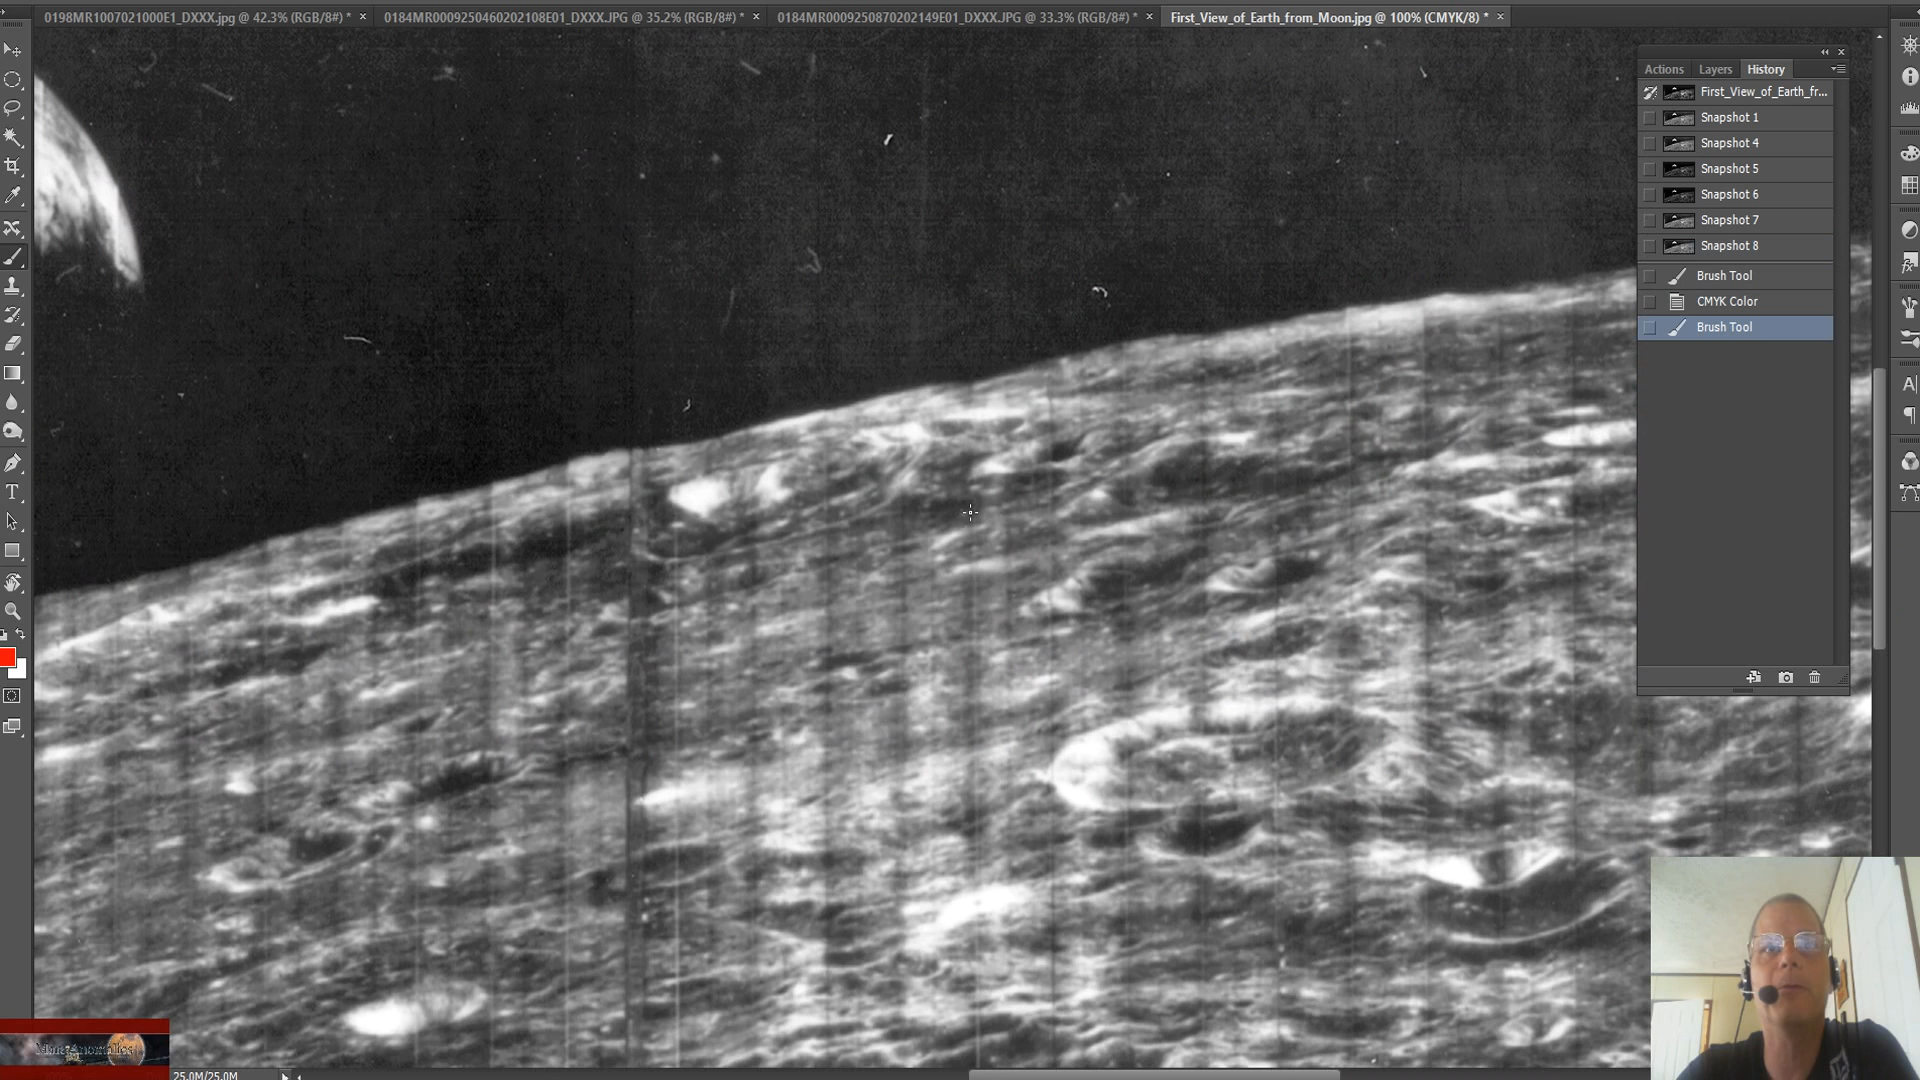 0198MR1007021000E1_DXXX.jpg @ 42.3% (RGB/8#) * × 0184MR0009250460202108E01_DXXX.JPG @ 35.2% (RGB/8#) * × 0184MR0009250870202149E01_DXXX.JPG @ 33.3% (RGB/8#) * × First_View_of_Earth_from_Moon.jpg @ 100% (CMYK/8) * ×
Actions Layers History
First_View_of_Earth_fr...
Snapshot 1
Snapshot 4
Snapshot 5
Snapshot 6
Snapshot 7
Snapshot 8
Brush Tool
CMYK Color
Brush Tool
25.0M/25.0M